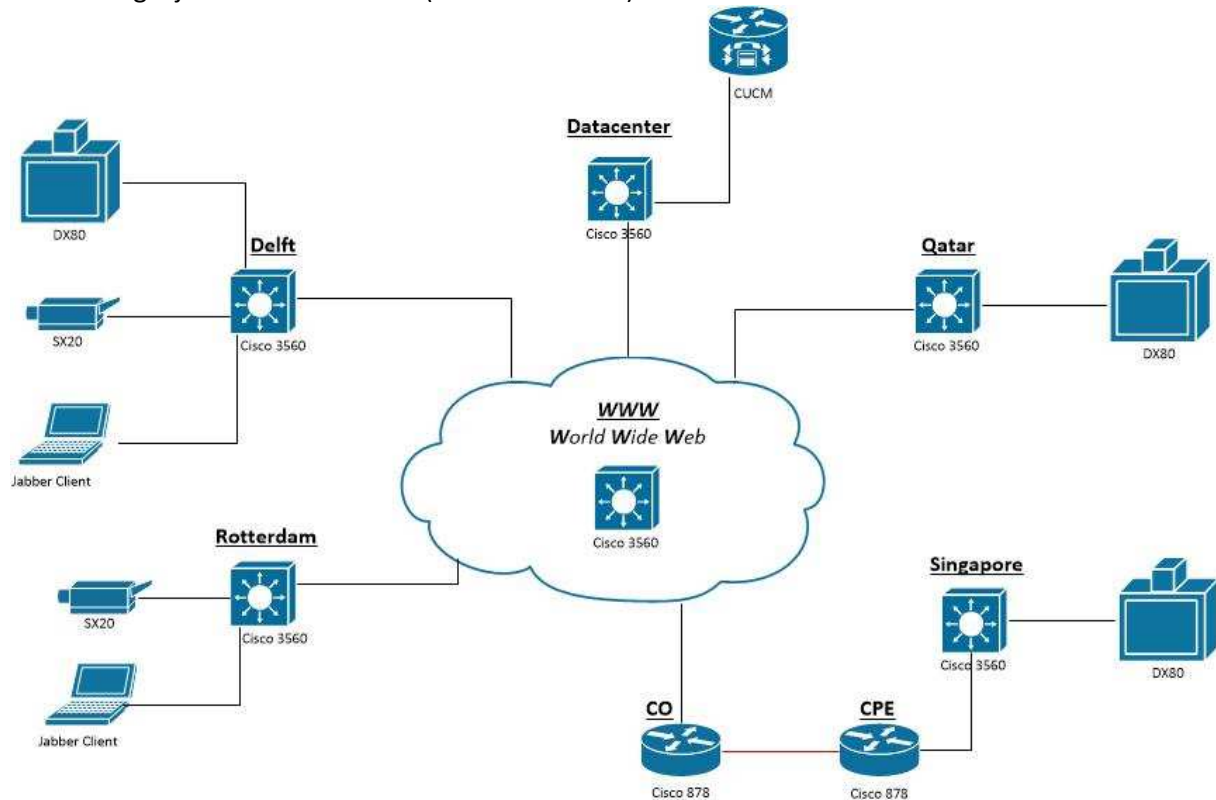 CUCM
Datacenter
Cisco 3560
DX80
Delft
Cisco 3560
SX20
Jabber Client
Qatar
Cisco 3560
DX80
WWW
World Wide Web
Cisco 3560
Rotterdam
Cisco 3560
SX20
Jabber Client
Singapore
Cisco 3560
DX80
CO
Cisco 878
CPE
Cisco 878